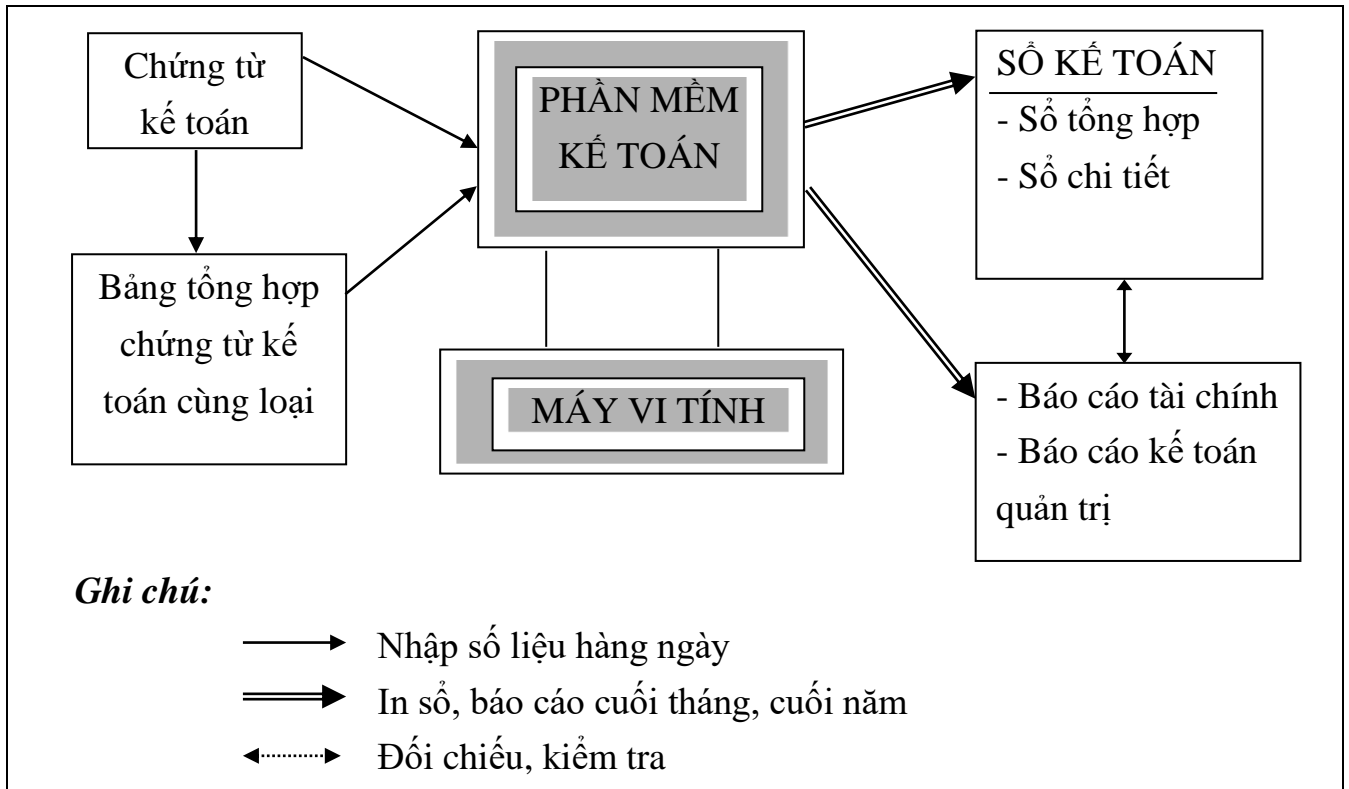 Chứng từ
kế toán
Bảng tổng hợp
chứng từ kế
toán cùng loại
PHẦN MỀM
KẾ TOÁN
MÁY VI TÍNH
SỔ KẾ TOÁN
- Sổ tổng hợp
- Sổ chi tiết
- Báo cáo tài chính
- Báo cáo kế toán
quản trị
Ghi chú:
Nhập số liệu hàng ngày
In sổ, báo cáo cuối tháng, cuối năm
Đối chiếu, kiểm tra